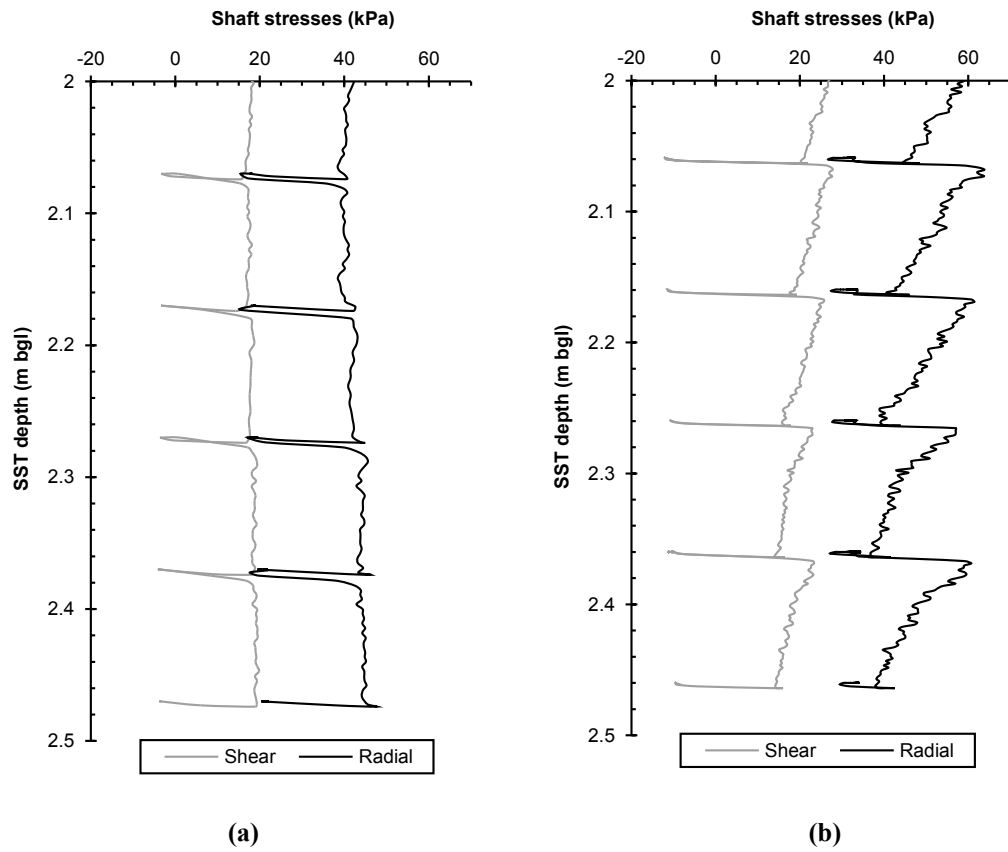 Shaft stresses (kPa)
-20 0 20 40 60
2
2.1
2.2
2.3
2.4
2.5
SST depth (m bgl)
Shear Radial
(a)
Shaft stresses (kPa)
-20 0 20 40 60
2
2.1
2.2
2.3
2.4
2.5
SST depth (m bgl)
Shear Radial
(b)